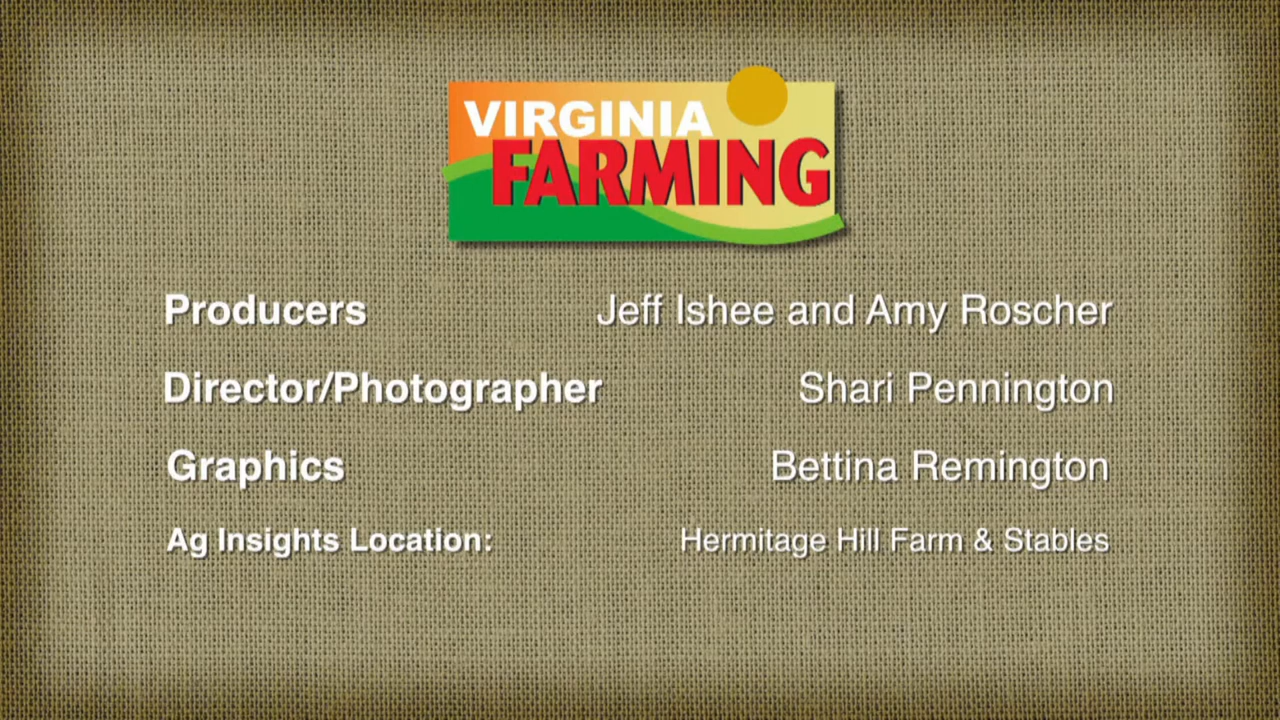 VIRGINIA
FARMING
Producers Jeff Ishee and Amy Roscher
Director/Photographer Shari Pennington
Graphics Bettina Remington
Ag Insights Location: Hermitage Hill Farm & Stables